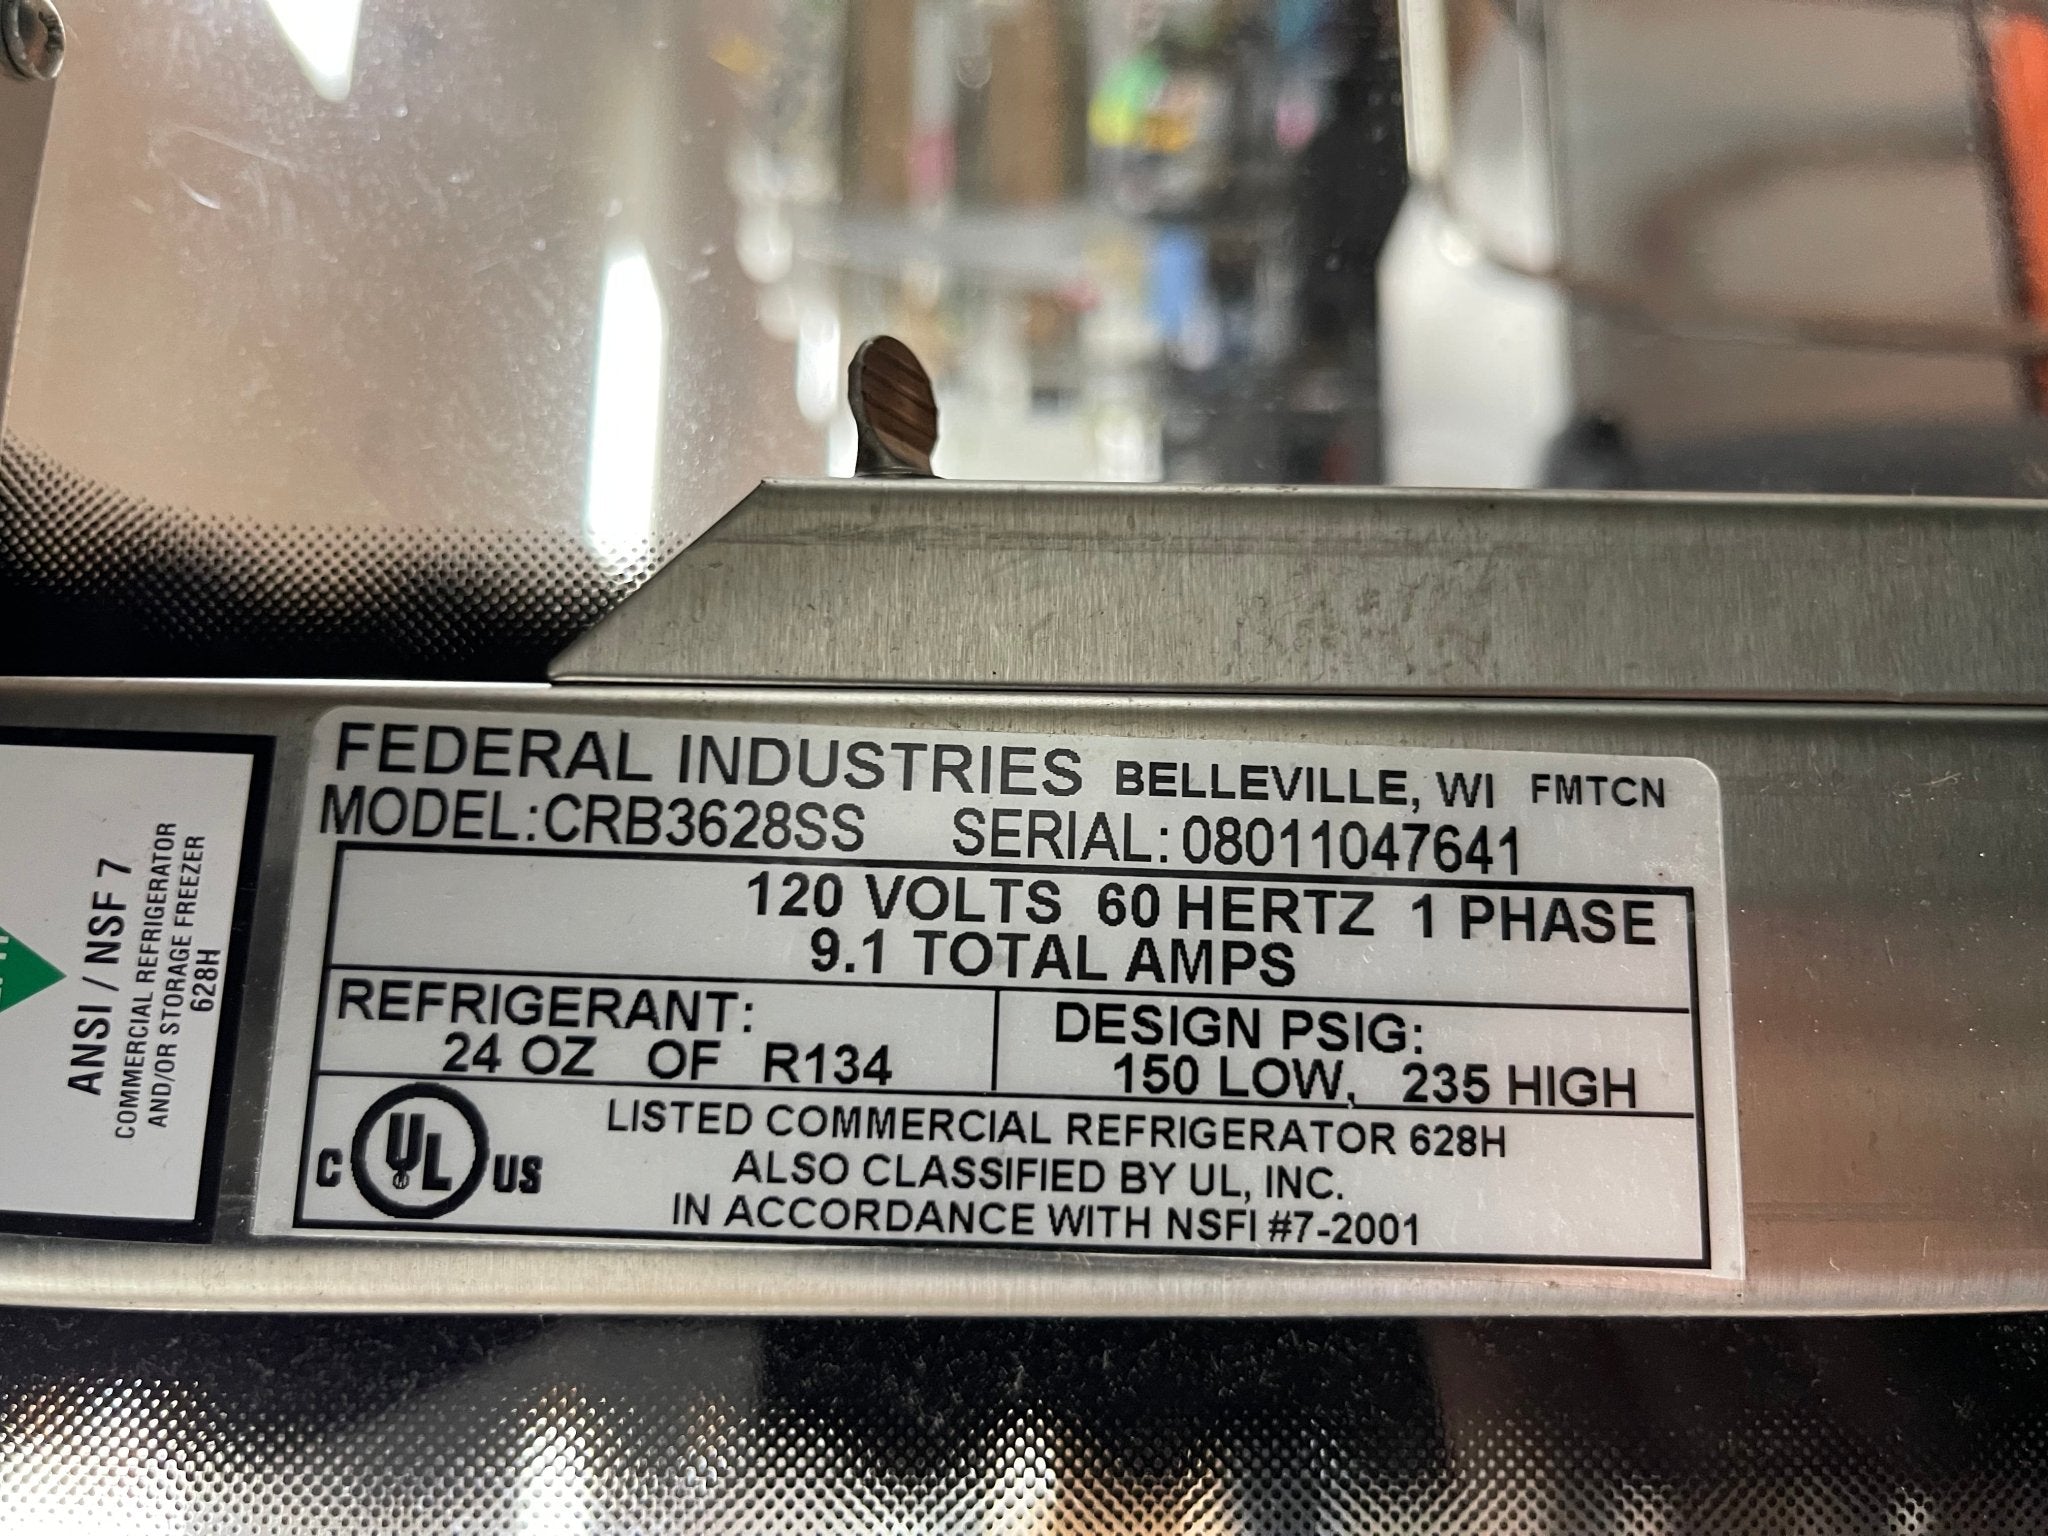 FEDERAL INDUSTRIES BELLEVILLE, WI FMTCN
MODEL:CRB3628SS SERIAL:08011047641
120 VOLTS 60 HERTZ 1 PHASE
9.1 TOTAL AMPS
REFRIGERANT:
24 OZ OF R134
DESIGN PSIG:
150 LOW, 235 HIGH
C UL US
LISTED COMMERCIAL REFRIGERATOR 628H
ALSO CLASSIFIED BY UL, INC.
IN ACCORDANCE WITH NSFI #7-2001
ANSI / NSF 7
COMMERCIAL REFRIGERATOR
AND/OR STORAGE FREEZER
628H